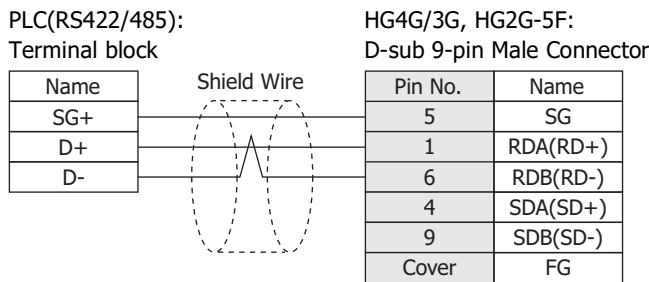 PLC(RS422/485): HG4G/3G, HG2G-5F:
Terminal block D-sub 9-pin Male Connector
Name Shield Wire Pin No. Name
SG+ 5 SG
D+ 1 RDA(RD+)
D- 6 RDB(RD-)
4 SDA(SD+)
9 SDB(SD-)
Cover FG